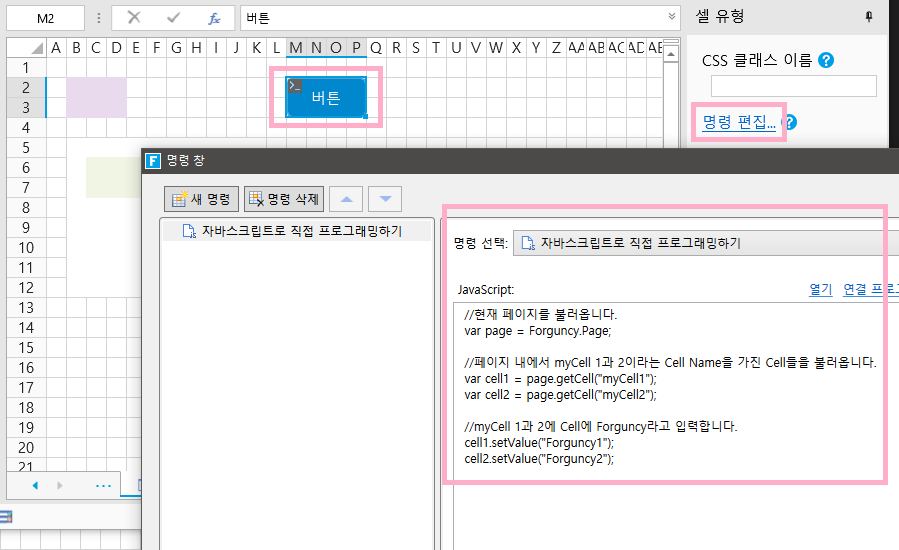 M2
fx
버튼
셀 유형
A B C D E F G H I J K L M N O P Q R S T U V W X Y Z AA AB AC AD AE
1
2
3
4
5
6
7
8
9
10
11
12
13
14
15
16
17
18
19
20
21
버튼
CSS 클래스 이름
명령 편집...
F 명령 창
새 명령
명령 삭제
자바스크립트로 직접 프로그래밍하기
명령 선택:
자바스크립트로 직접 프로그래밍하기
JavaScript:
열기
연결 프로그
//현재 페이지를 불러옵니다.
var page = Forguncy.Page;
//페이지 내에서 myCell 1과 2이라는 Cell Name을 가진 Cell들을 불러옵니다.
var cell1 = page.getCell("myCell1");
var cell2 = page.getCell("myCell2");
//myCell 1과 2에 Cell에 Forguncy라고 입력합니다.
cell1.setValue("Forguncy1");
cell2.setValue("Forguncy2");